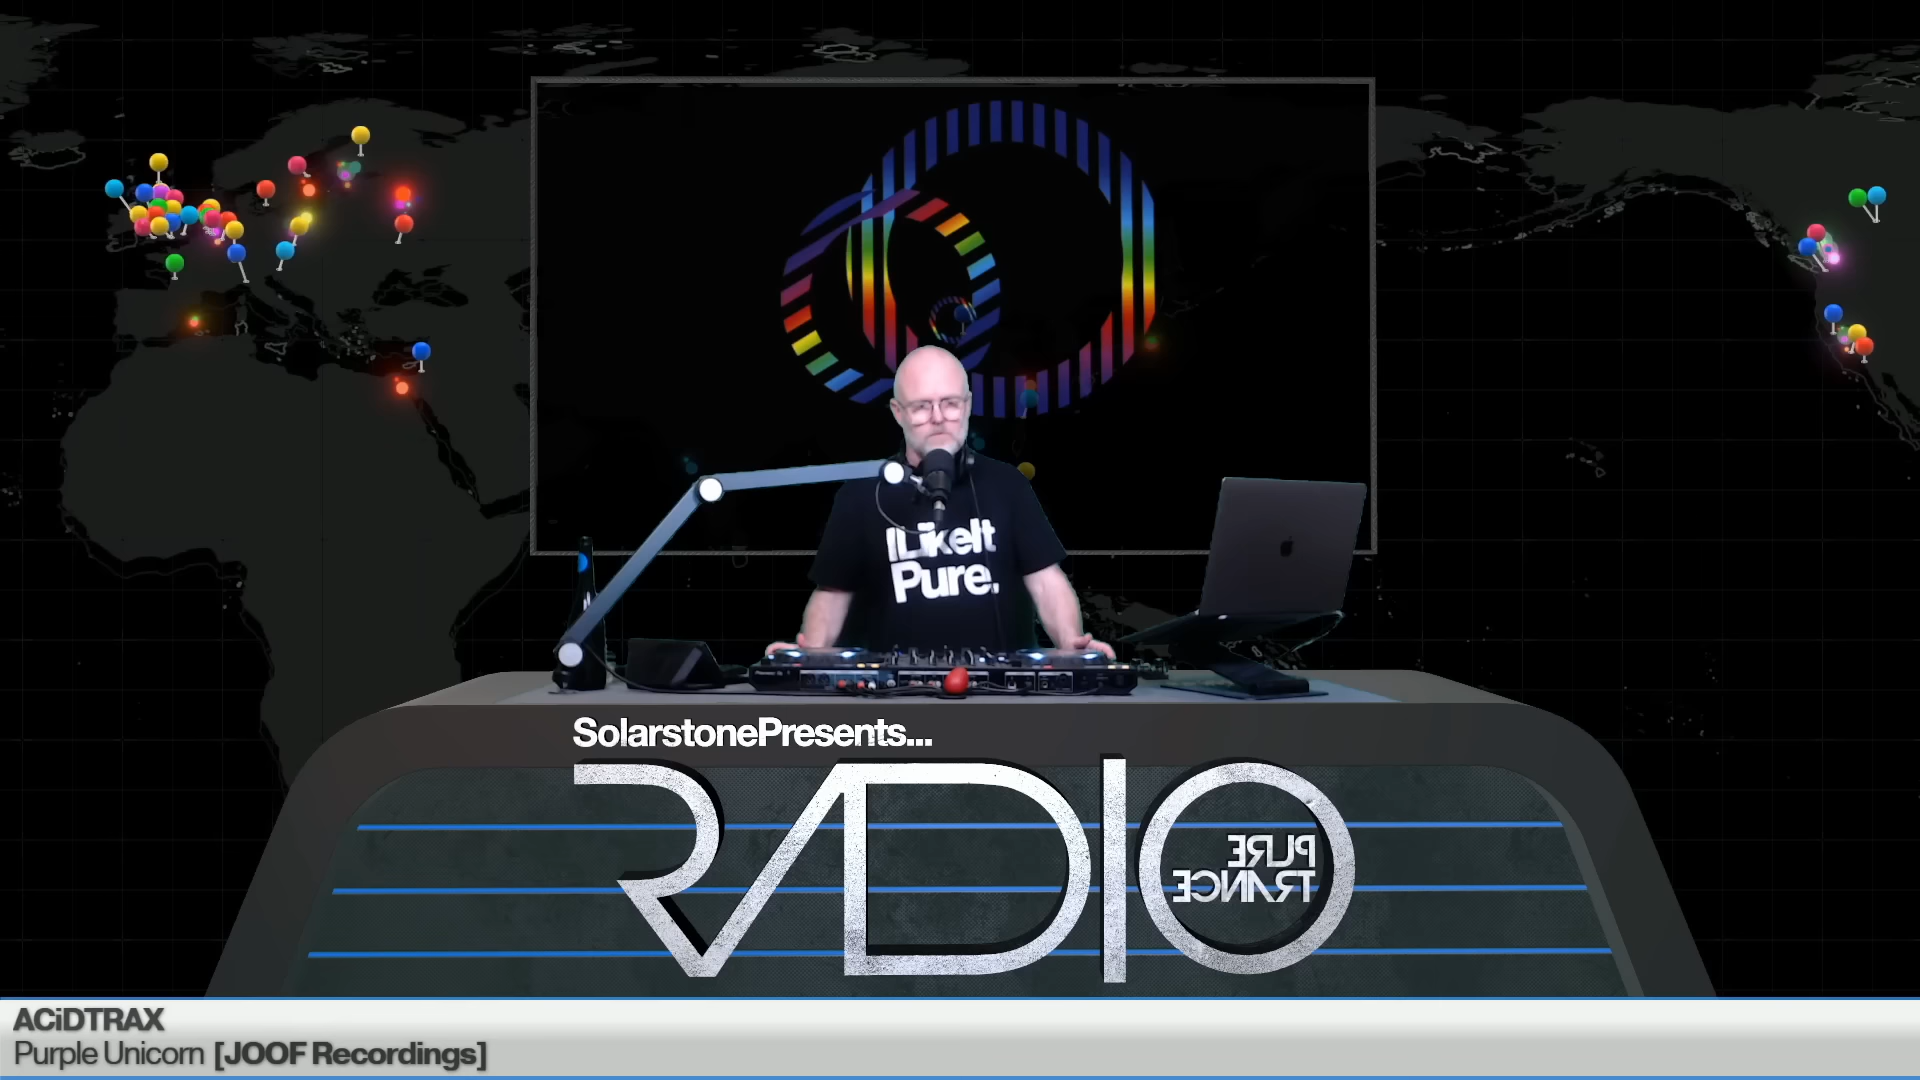 ILikeIt
Pure.
SolarstonePresents...
RADIO
PURE
TRANCE
ACiDTRAX
Purple Unicorn [JOOF Recordings]